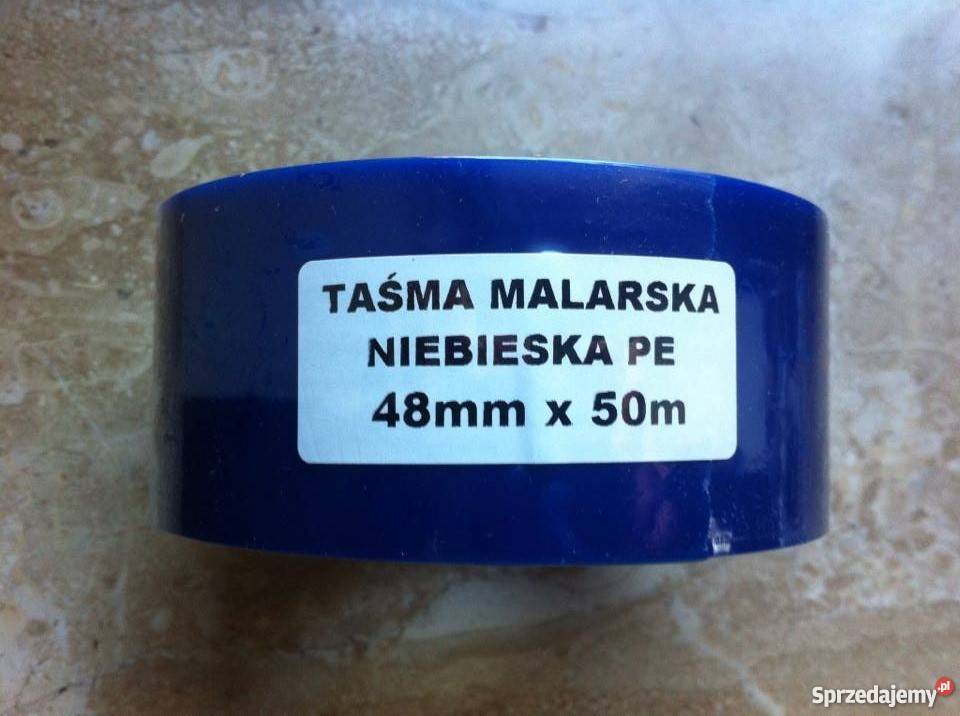 TAŚMA MALARSKA
NIEBIESKA PE
48mm x 50m
Sprzedajemy.pl